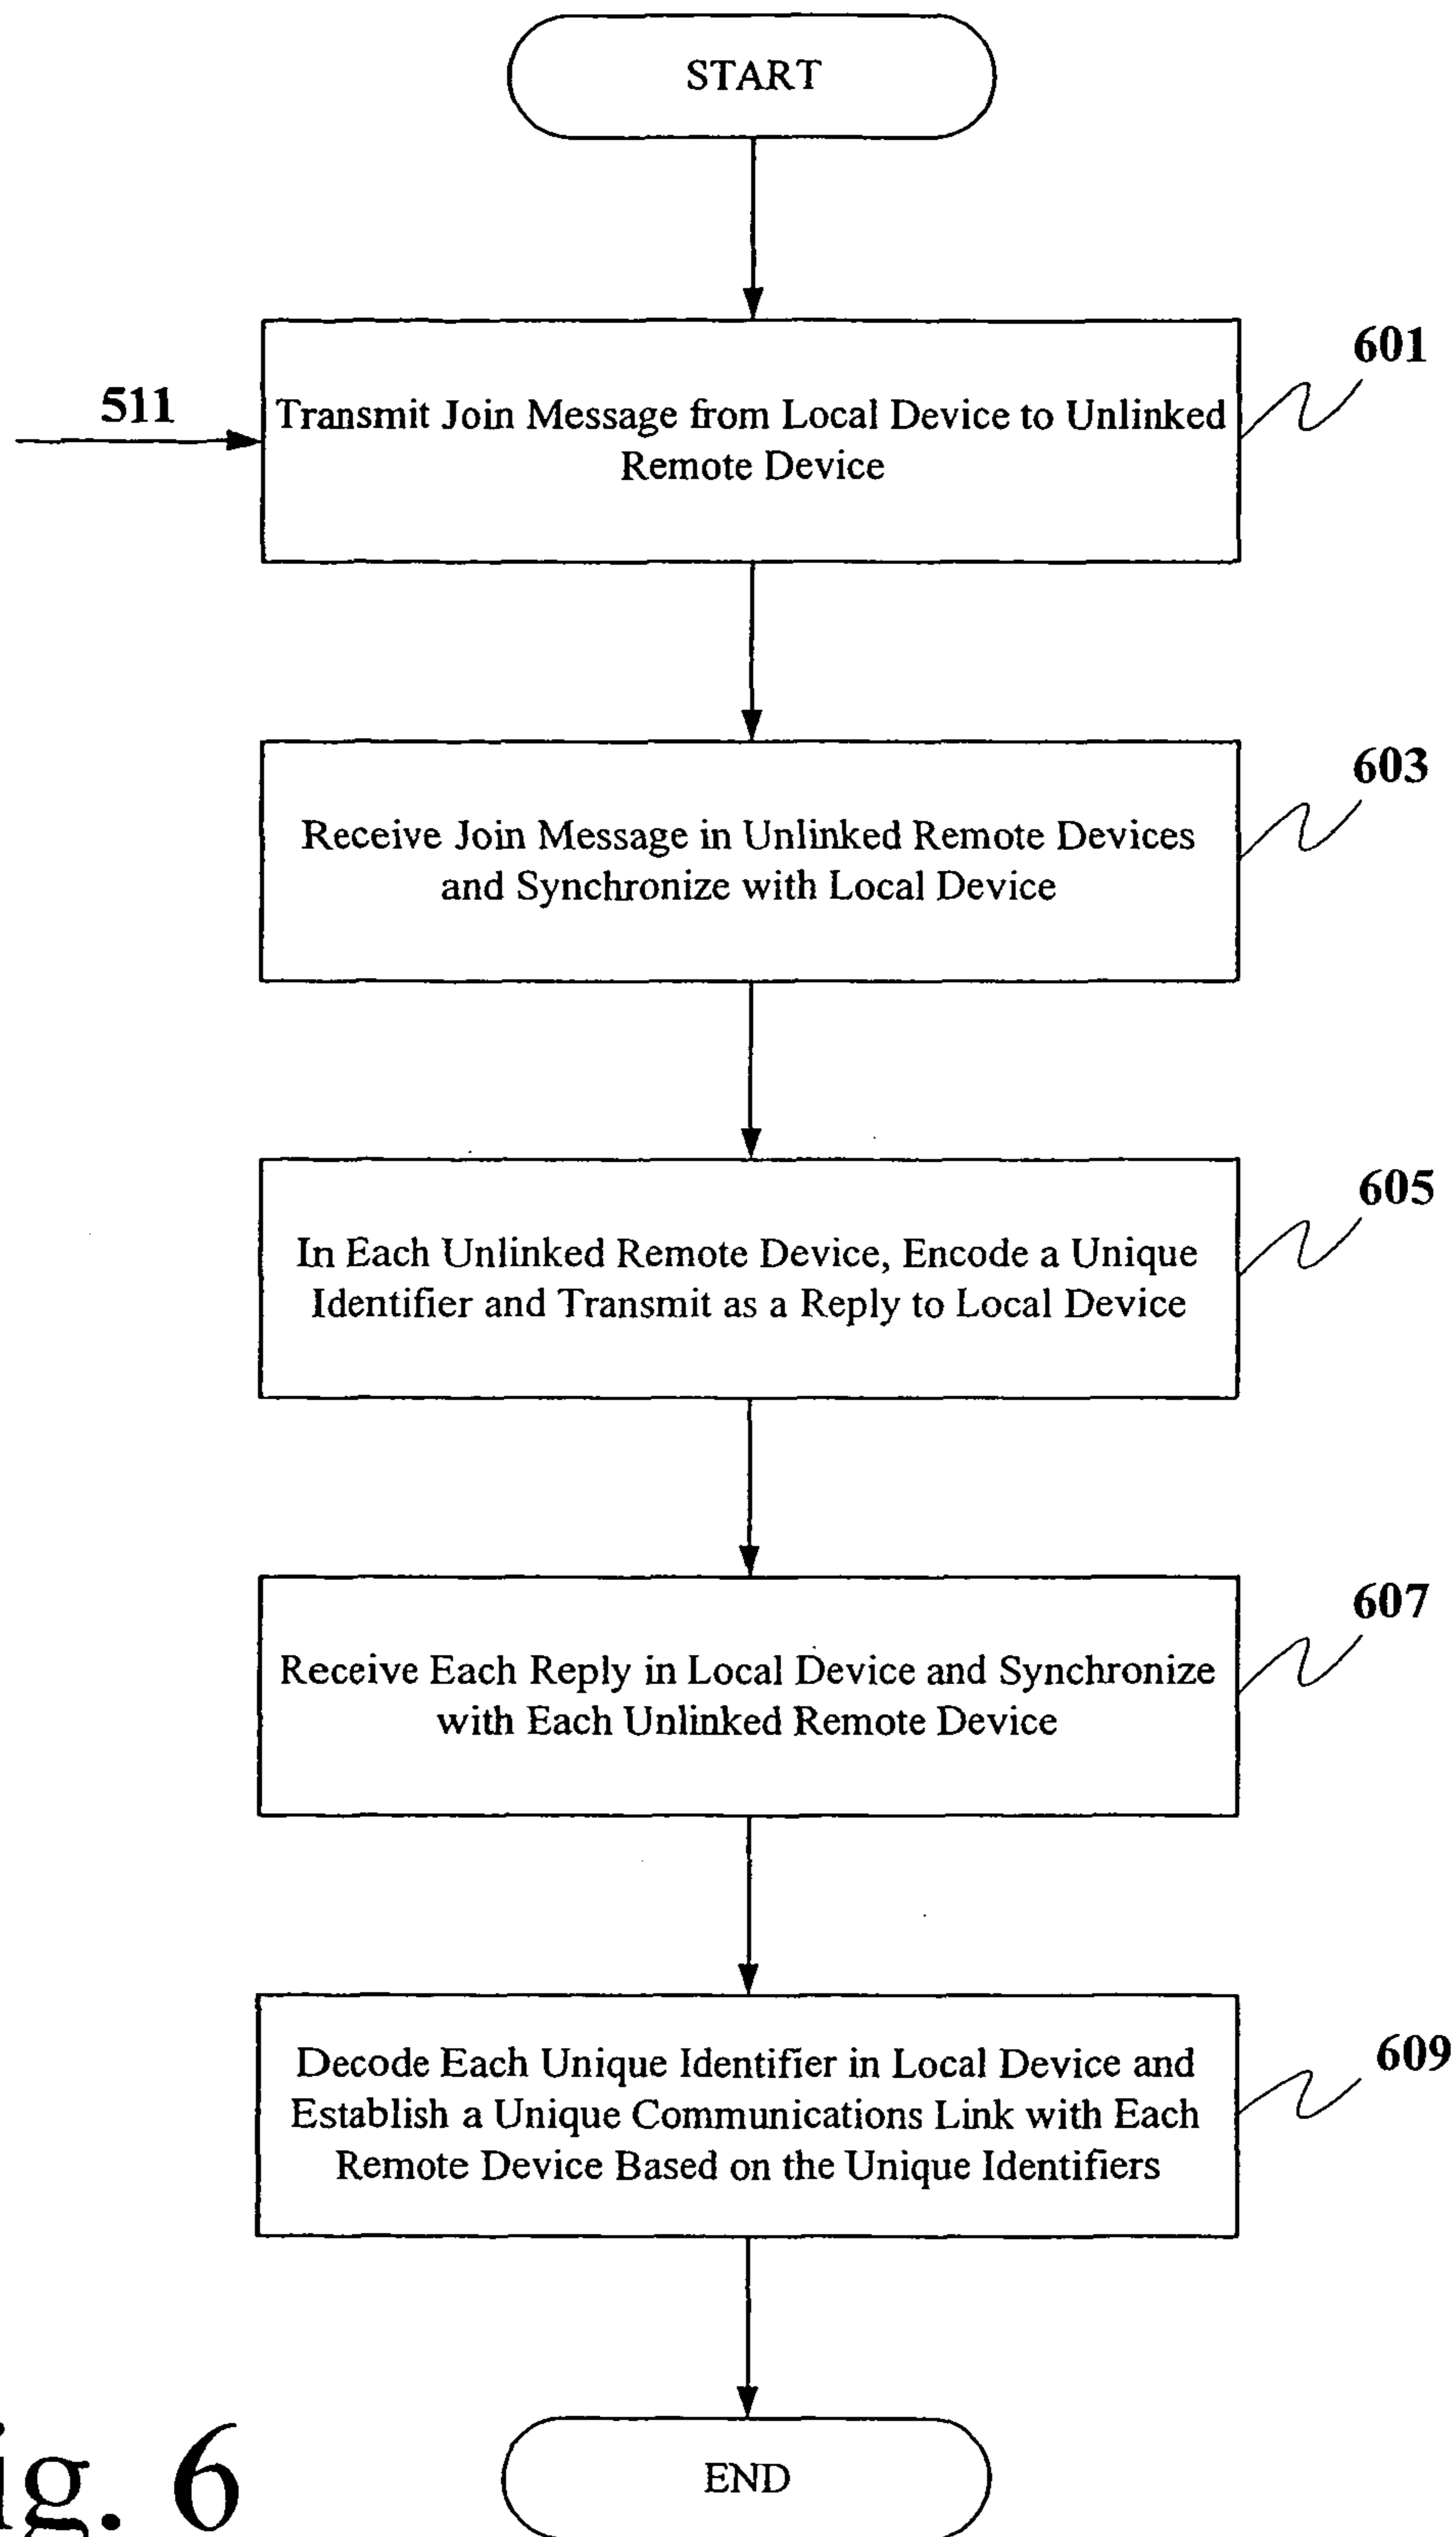 START
601
511
Transmit Join Message from Local Device to Unlinked
Remote Device
603
Receive Join Message in Unlinked Remote Devices
and Synchronize with Local Device
605
In Each Unlinked Remote Device, Encode a Unique
Identifier and Transmit as a Reply to Local Device
607
Receive Each Reply in Local Device and Synchronize
with Each Unlinked Remote Device
609
Decode Each Unique Identifier in Local Device and
Establish a Unique Communications Link with Each
Remote Device Based on the Unique Identifiers
END
ig. 6